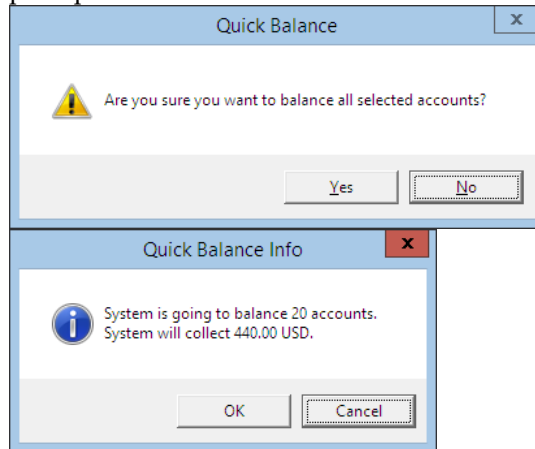 Quick Balance
x
Are you sure you want to balance all selected accounts?
Yes
No
Quick Balance Info
x
System is going to balance 20 accounts.
System will collect 440.00 USD.
OK
Cancel